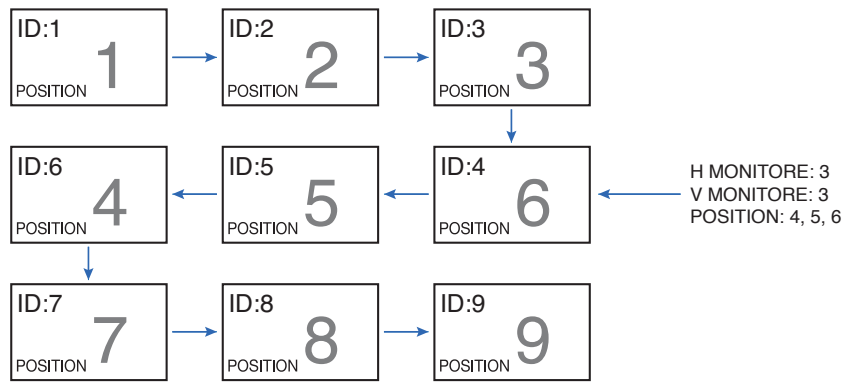 ID:1
POSITION 1
ID:2
POSITION 2
ID:3
POSITION 3
ID:6
POSITION 4
ID:5
POSITION 5
ID:4
POSITION 6
H MONITORE: 3
V MONITORE: 3
POSITION: 4, 5, 6
ID:7
POSITION 7
ID:8
POSITION 8
ID:9
POSITION 9